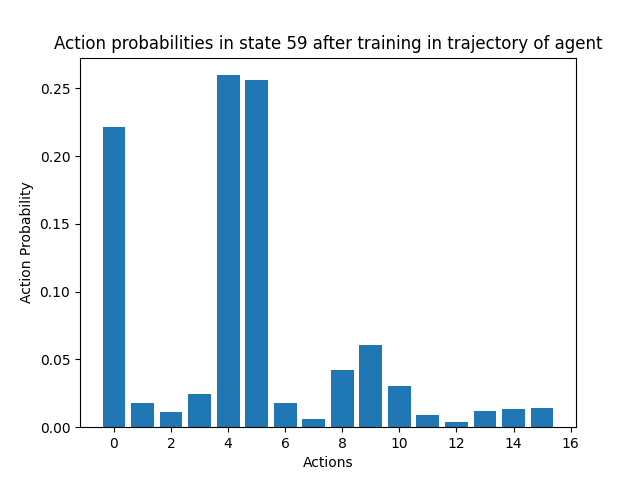 Action probabilities in state 59 after training in trajectory of agent
0.25
0.20
0.15
0.10
0.05
0.00
Action Probability
0 2 4 6 8 10 12 14 16
Actions